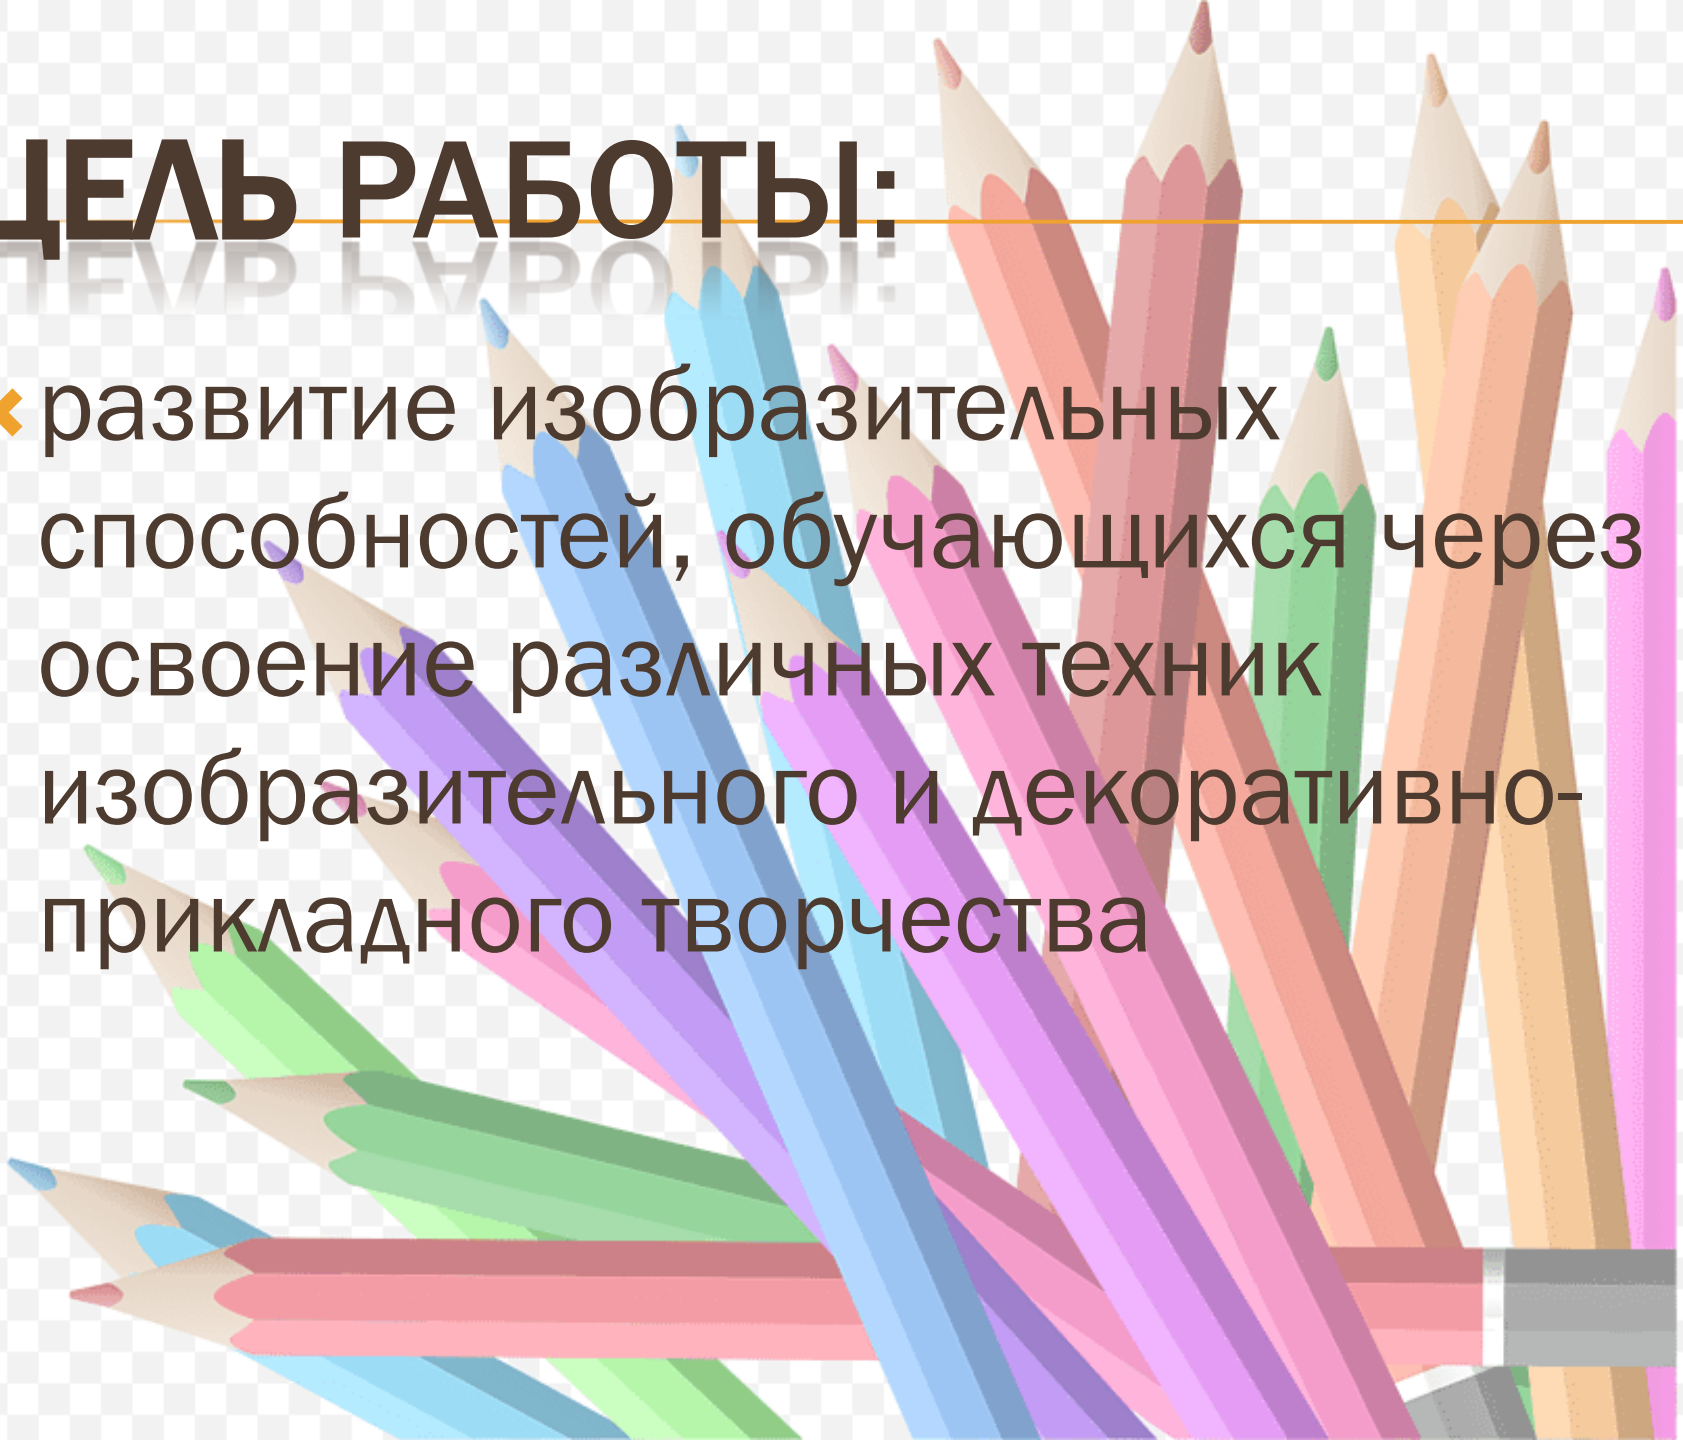 ЦЕЛЬ РАБОТЫ:
развитие изобразительных
способностей, обучающихся через
освоение различных техник
изобразительного и декоративно-
прикладного творчества